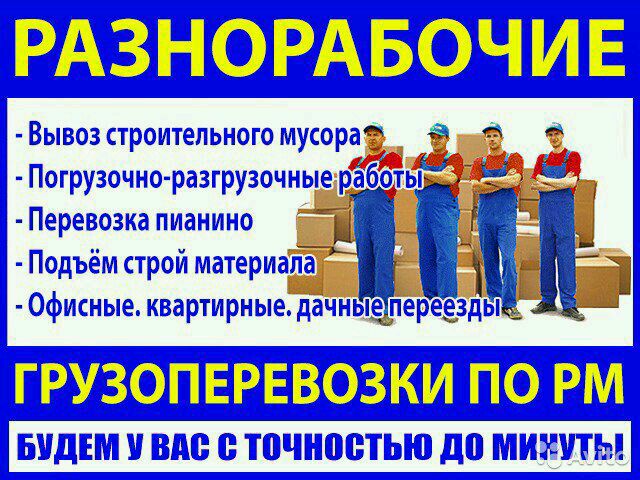 РАЗНОРАБОЧИЕ
- Вывоз строительного мусора
- Погрузочно-разгрузочные работы
- Перевозка пианино
- Подъём строй материала
- Офисные. квартирные. дачные переезды
ГРУЗОПЕРЕВОЗКИ ПО РМ
БУДЕМ У ВАС С ТОЧНОСТЬЮ ДО МИНУТЫ
Avito